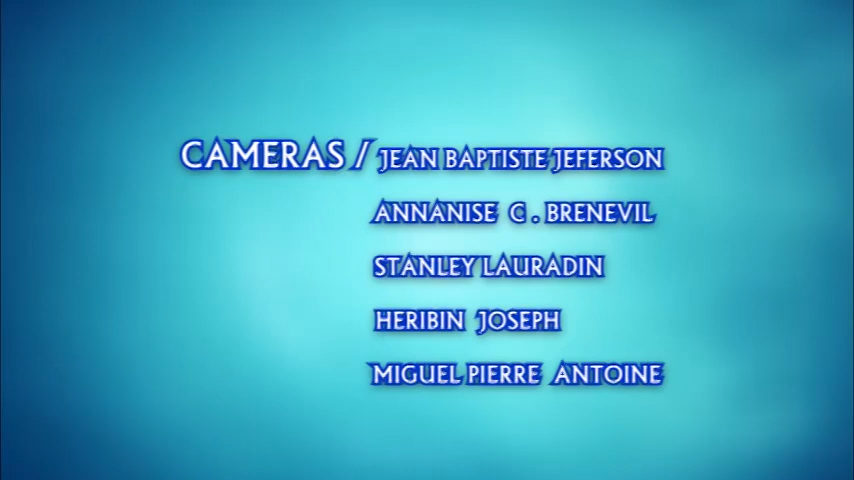 CAMERAS / JEAN BAPTISTE JEFERSON
ANNANISE C . BRENEVIL
STANLEY LAURADIN
HERIBIN JOSEPH
MIGUEL PIERRE ANTOINE